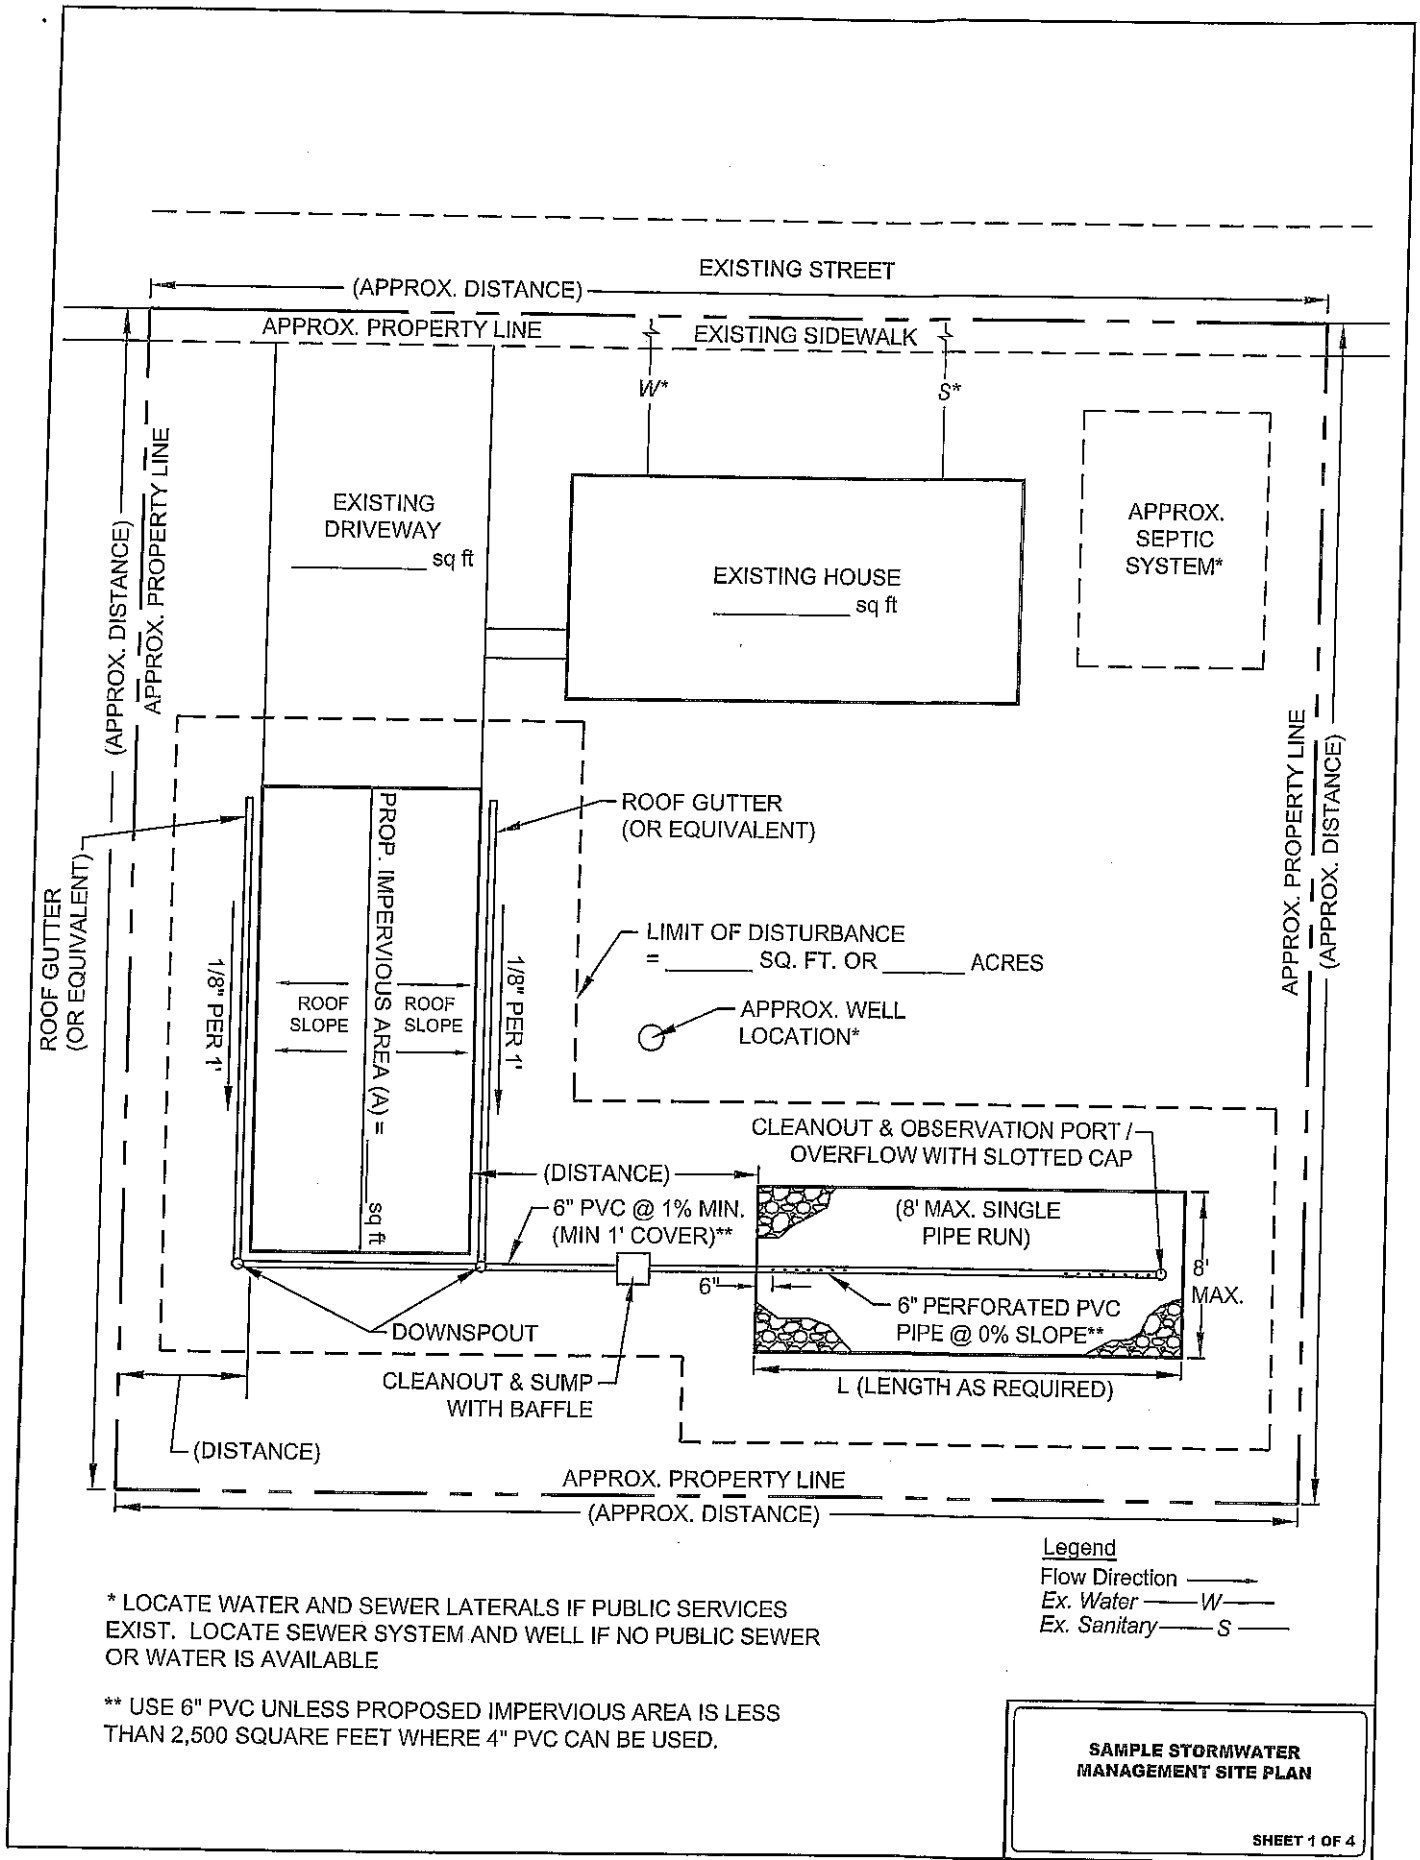 EXISTING STREET
(APPROX. DISTANCE)
APPROX. PROPERTY LINE
EXISTING SIDEWALK
W*
S*
(APPROX. DISTANCE)
APPROX. PROPERTY LINE
EXISTING
DRIVEWAY
________ sq ft
EXISTING HOUSE
________ sq ft
APPROX.
SEPTIC
SYSTEM*
APPROX. PROPERTY LINE
(APPROX. DISTANCE)
ROOF GUTTER
(OR EQUIVALENT)
ROOF GUTTER
(OR EQUIVALENT)
1/8" PER 1'
ROOF
SLOPE
PROP. IMPERVIOUS AREA (A) = ____ sq ft
ROOF
SLOPE
1/8" PER 1'
LIMIT OF DISTURBANCE
= ______ SQ. FT. OR ______ ACRES
APPROX. WELL
LOCATION*
CLEANOUT & OBSERVATION PORT /
OVERFLOW WITH SLOTTED CAP
(DISTANCE)
6" PVC @ 1% MIN.
(MIN 1' COVER)**
(8' MAX. SINGLE
PIPE RUN)
8'
MAX.
6"
6" PERFORATED PVC
PIPE @ 0% SLOPE**
DOWNSPOUT
CLEANOUT & SUMP
WITH BAFFLE
L (LENGTH AS REQUIRED)
(DISTANCE)
APPROX. PROPERTY LINE
(APPROX. DISTANCE)
Legend
Flow Direction
Ex. Water W
Ex. Sanitary S
* LOCATE WATER AND SEWER LATERALS IF PUBLIC SERVICES
EXIST. LOCATE SEWER SYSTEM AND WELL IF NO PUBLIC SEWER
OR WATER IS AVAILABLE
** USE 6" PVC UNLESS PROPOSED IMPERVIOUS AREA IS LESS
THAN 2,500 SQUARE FEET WHERE 4" PVC CAN BE USED.
SAMPLE STORMWATER
MANAGEMENT SITE PLAN
SHEET 1 OF 4